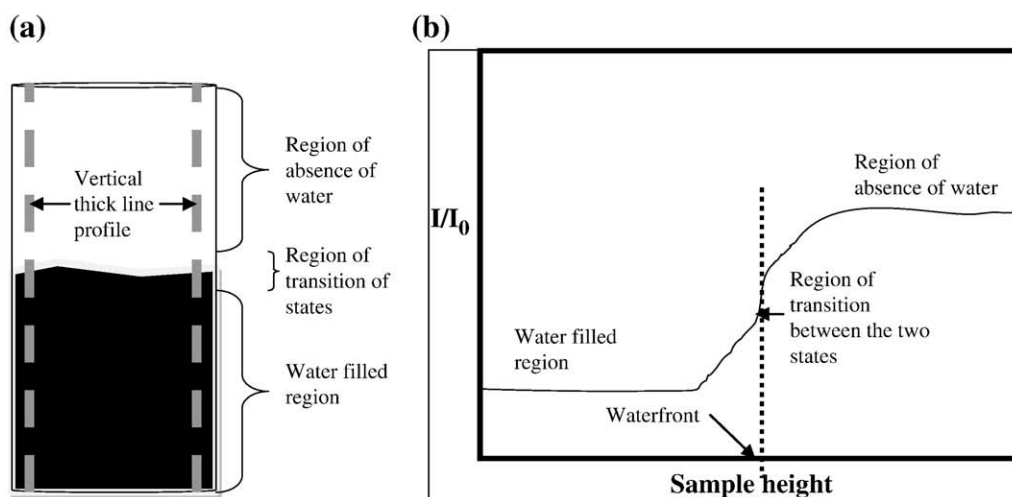 (a)
Region of
absence of
water
Vertical
thick line
profile
Region of
transition of
states
Water filled
region
(b)
I/I0
Region of
absence of water
Region of
transition
between the two
states
Water filled
region
Waterfront
Sample height